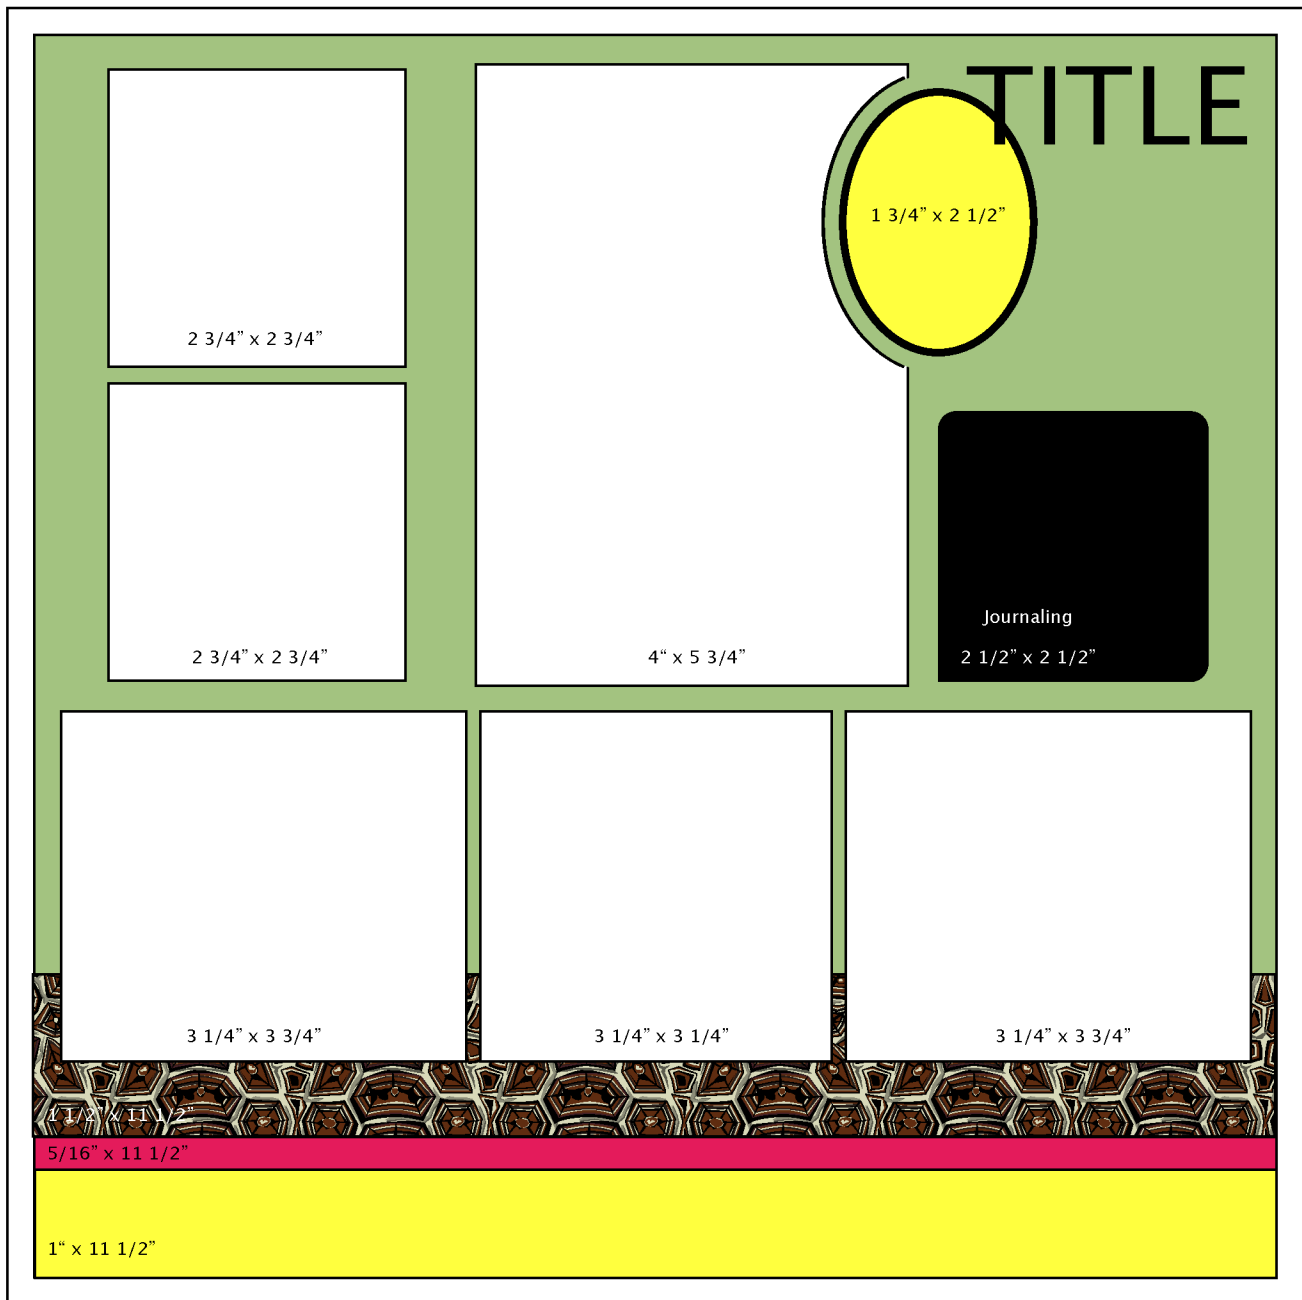 TITLE
1 3/4” x 2 1/2”
2 3/4” x 2 3/4”
Journaling
2 3/4” x 2 3/4”
4“ x 5 3/4”
2 1/2” x 2 1/2”
3 1/4” x 3 3/4”
3 1/4” x 3 1/4”
3 1/4” x 3 3/4”
1 1/2” x 11 1/2”
5/16” x 11 1/2”
1“ x 11 1/2”